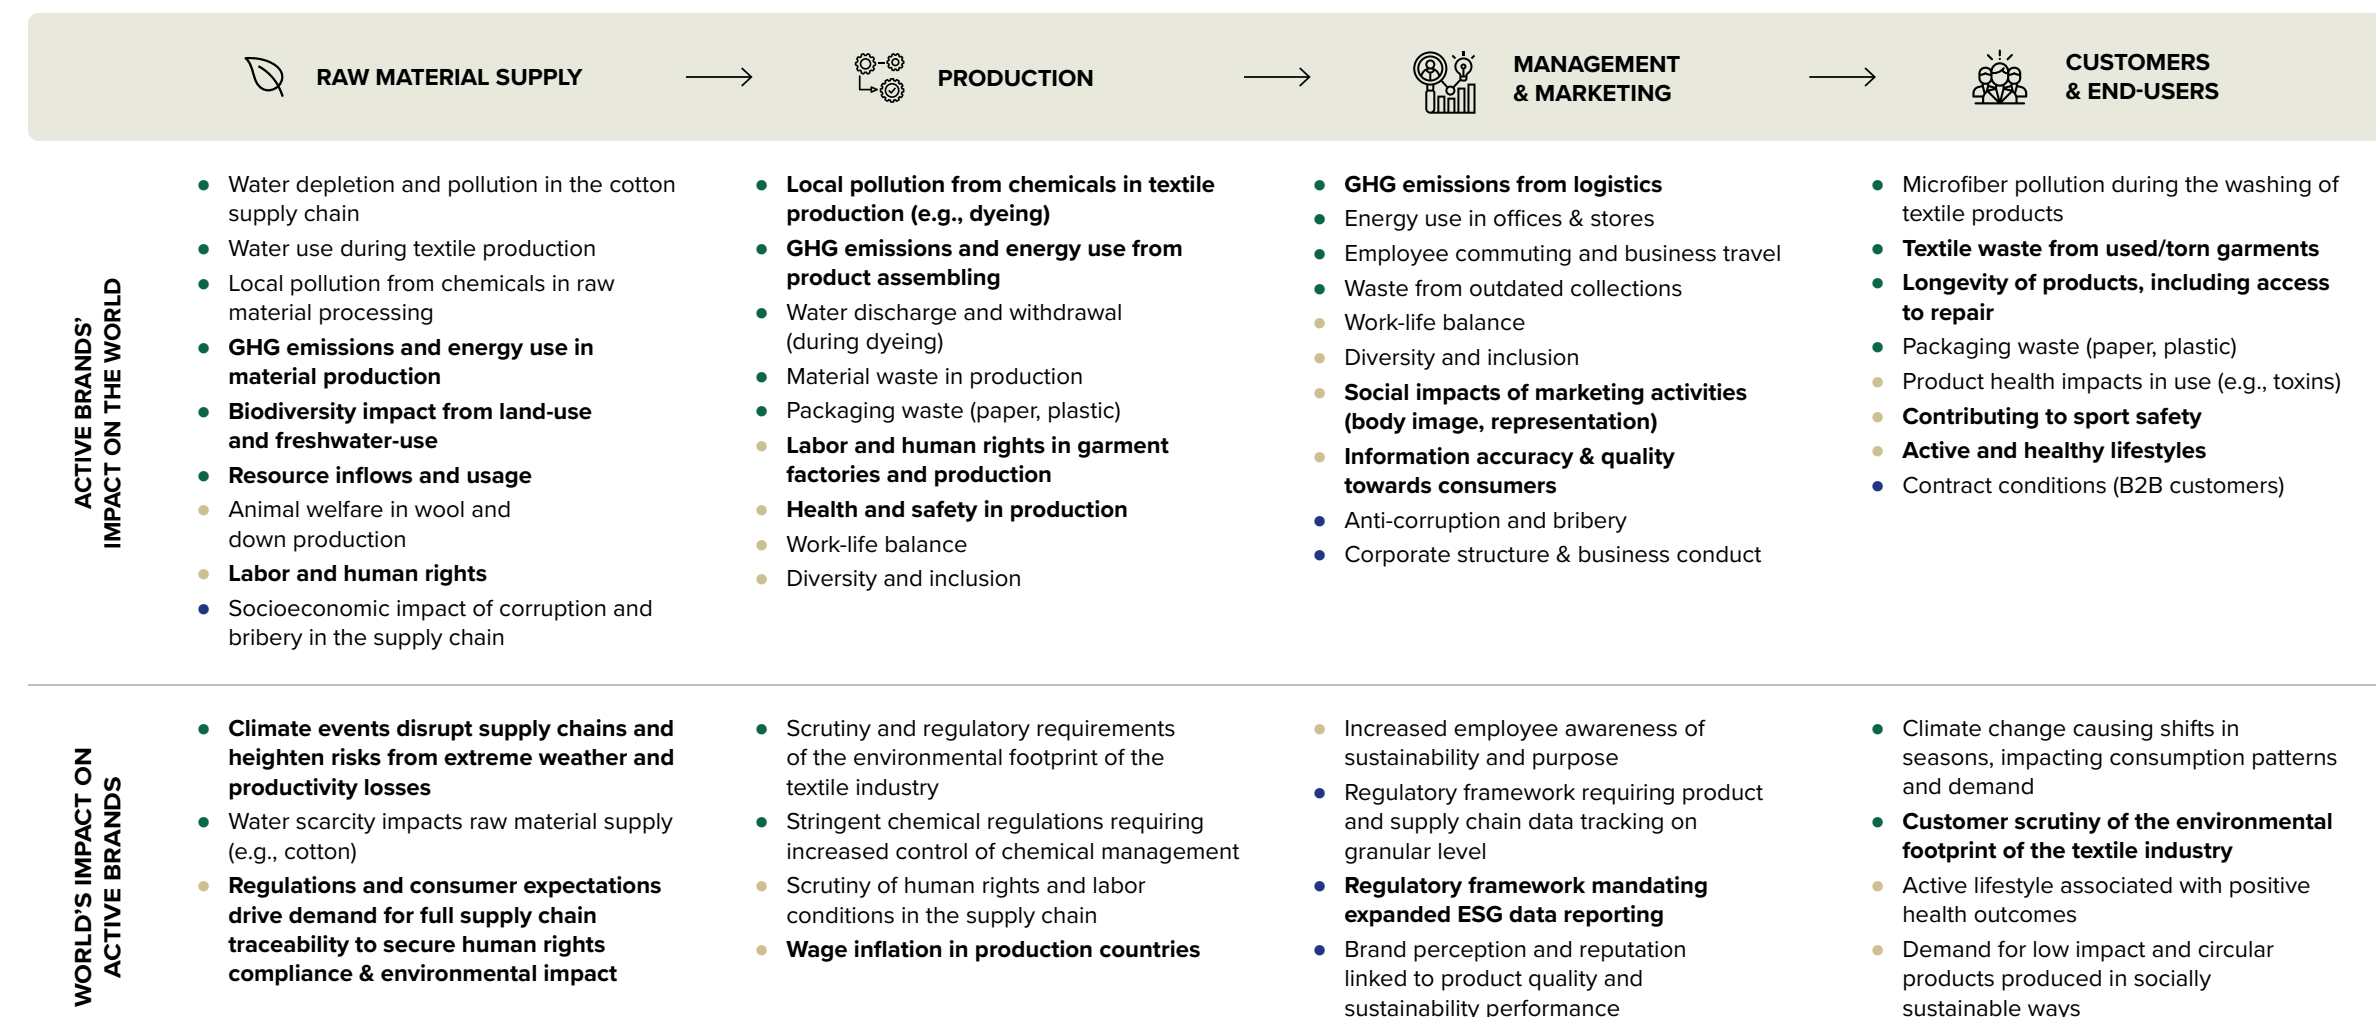 RAW MATERIAL SUPPLY
PRODUCTION
MANAGEMENT
& MARKETING
CUSTOMERS
& END-USERS
ACTIVE BRANDS’
IMPACT ON THE WORLD
Water depletion and pollution in the cotton
supply chain
Water use during textile production
Local pollution from chemicals in raw
material processing
GHG emissions and energy use in
material production
Biodiversity impact from land-use
and freshwater-use
Resource inflows and usage
Animal welfare in wool and
down production
Labor and human rights
Socioeconomic impact of corruption and
bribery in the supply chain
Local pollution from chemicals in textile
production (e.g., dyeing)
GHG emissions and energy use from
product assembling
Water discharge and withdrawal
(during dyeing)
Material waste in production
Packaging waste (paper, plastic)
Labor and human rights in garment
factories and production
Health and safety in production
Work-life balance
Diversity and inclusion
GHG emissions from logistics
Energy use in offices & stores
Employee commuting and business travel
Waste from outdated collections
Work-life balance
Diversity and inclusion
Social impacts of marketing activities
(body image, representation)
Information accuracy & quality
towards consumers
Anti-corruption and bribery
Corporate structure & business conduct
Microfiber pollution during the washing of
textile products
Textile waste from used/torn garments
Longevity of products, including access
to repair
Packaging waste (paper, plastic)
Product health impacts in use (e.g., toxins)
Contributing to sport safety
Active and healthy lifestyles
Contract conditions (B2B customers)
WORLD’S IMPACT ON
ACTIVE BRANDS
Climate events disrupt supply chains and
heighten risks from extreme weather and
productivity losses
Water scarcity impacts raw material supply
(e.g., cotton)
Regulations and consumer expectations
drive demand for full supply chain
traceability to secure human rights
compliance & environmental impact
Scrutiny and regulatory requirements
of the environmental footprint of the
textile industry
Stringent chemical regulations requiring
increased control of chemical management
Scrutiny of human rights and labor
conditions in the supply chain
Wage inflation in production countries
Increased employee awareness of
sustainability and purpose
Regulatory framework requiring product
and supply chain data tracking on
granular level
Regulatory framework mandating
expanded ESG data reporting
Brand perception and reputation
linked to product quality and
sustainability performance
Climate change causing shifts in
seasons, impacting consumption patterns
and demand
Customer scrutiny of the environmental
footprint of the textile industry
Active lifestyle associated with positive
health outcomes
Demand for low impact and circular
products produced in socially
sustainable ways